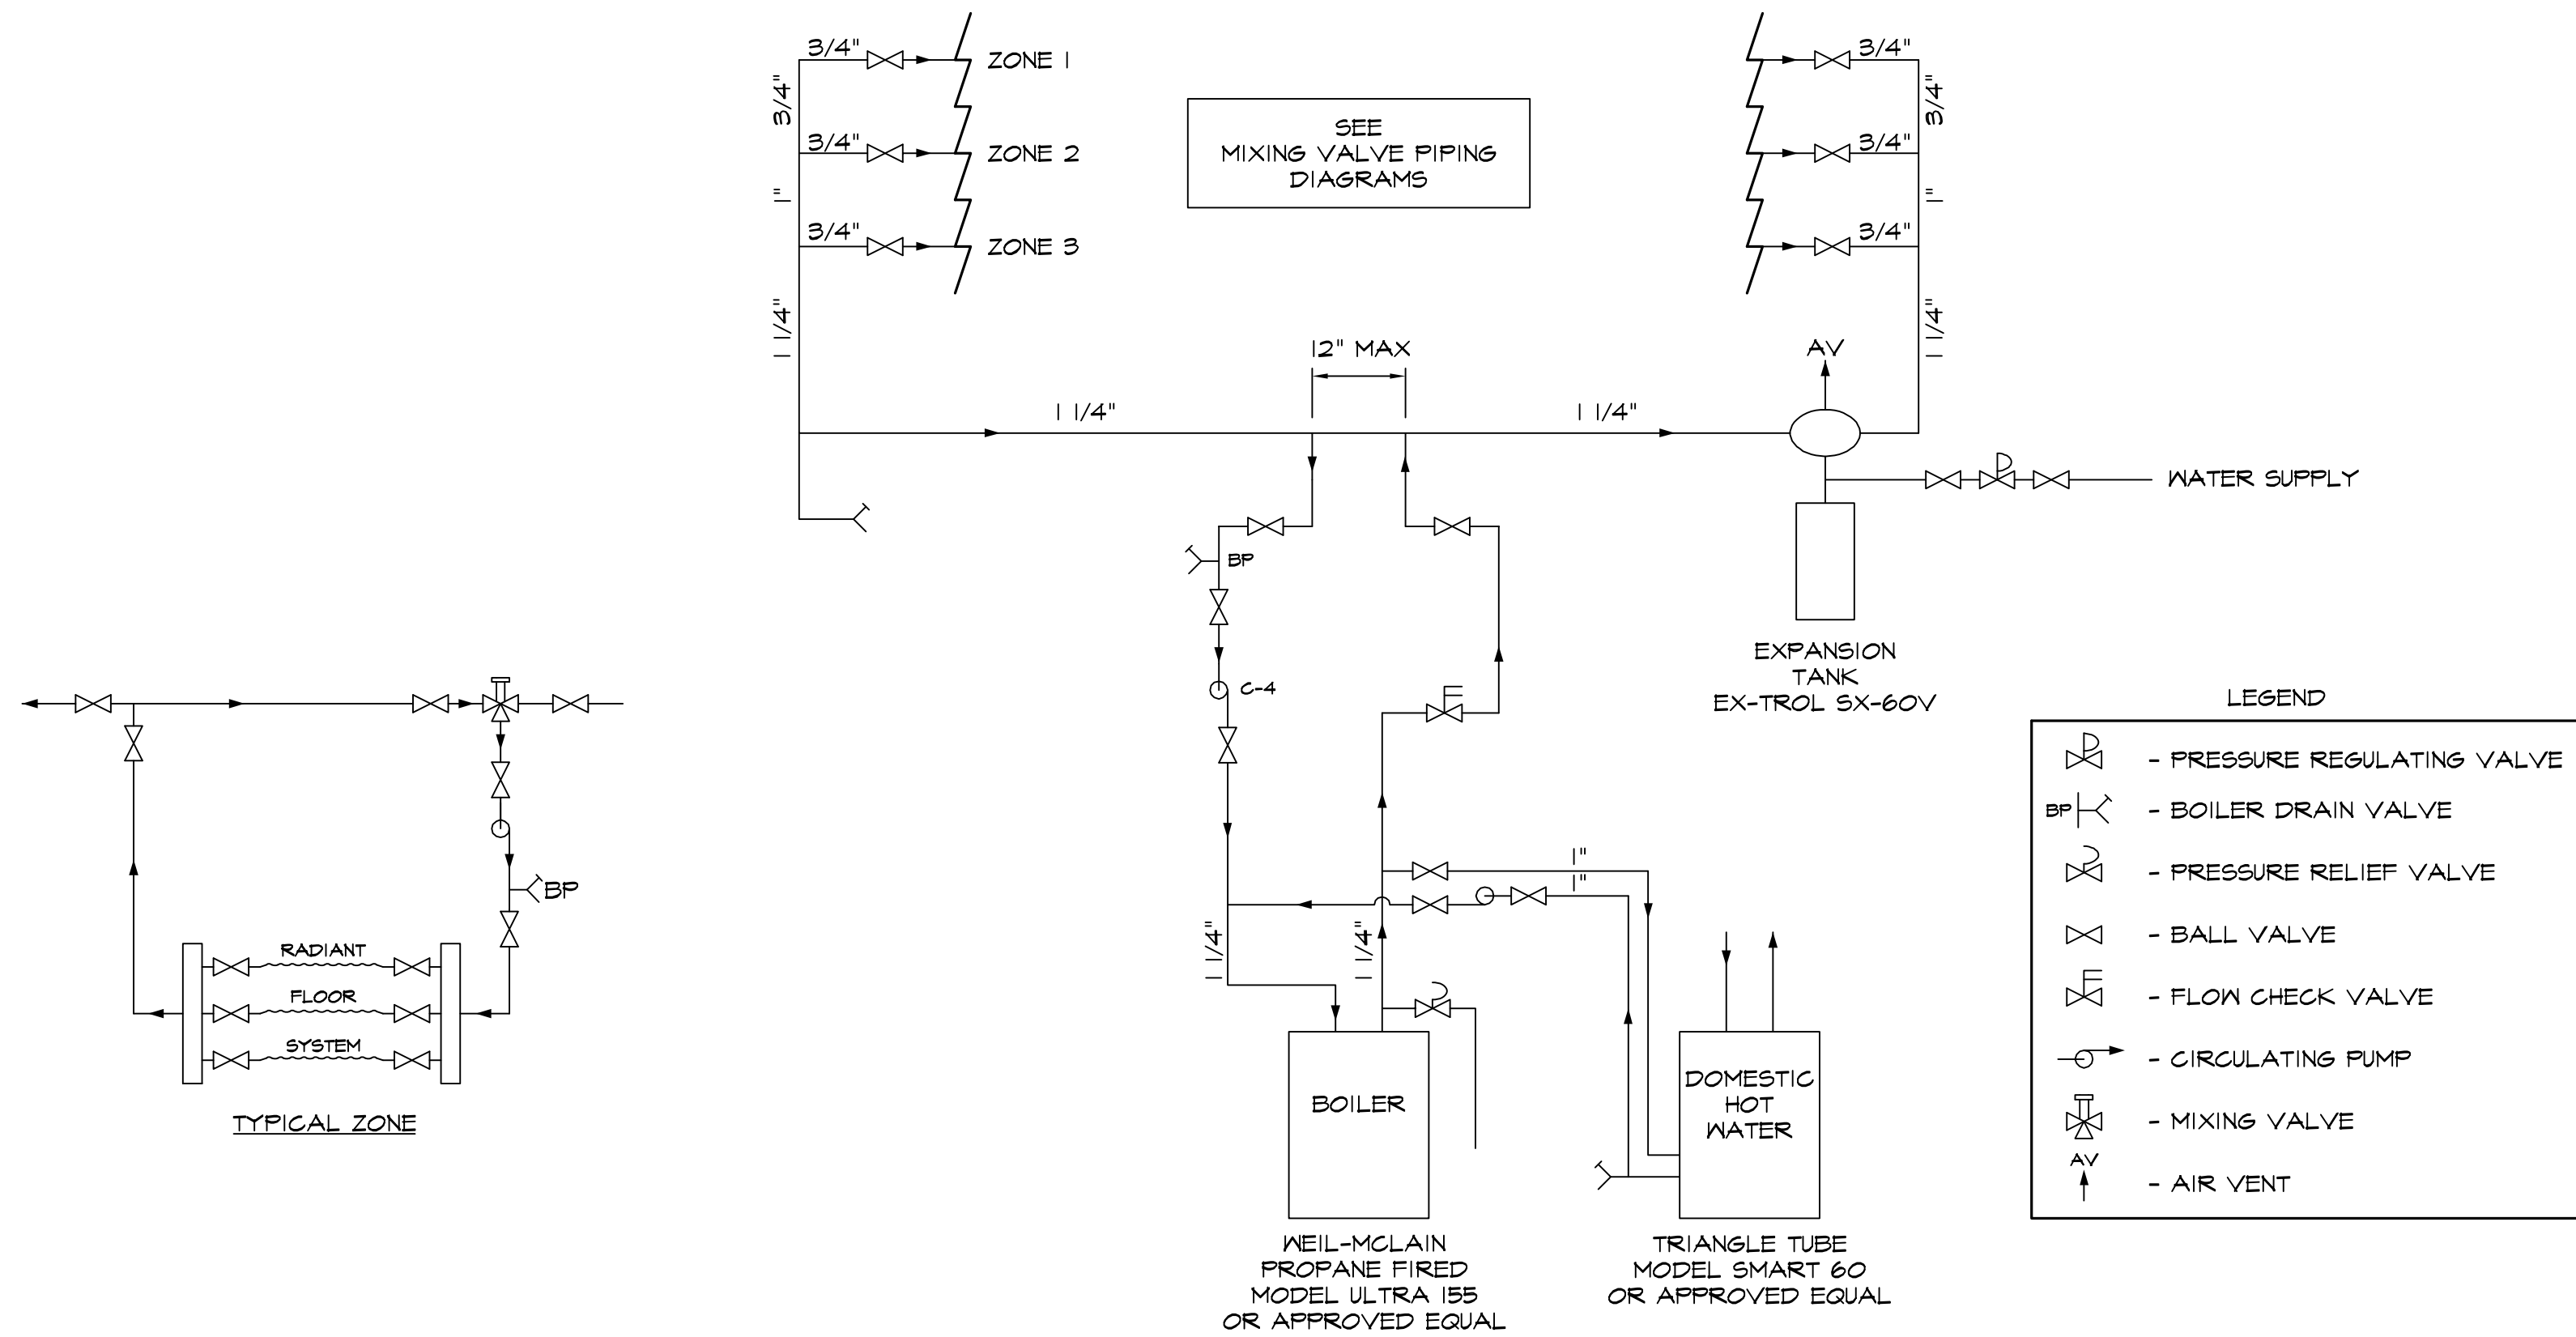 3/4"
ZONE 1
3/4"
3/4"
ZONE 2
1"
3/4"
ZONE 3
1 1/4"
SEE
MIXING VALVE PIPING
DIAGRAMS
3/4"
3/4"
3/4"
1"
3/4"
1 1/4"
12" MAX
1 1/4"
1 1/4"
AV
WATER SUPPLY
BP
C-4
EXPANSION
TANK
EX-TROL SX-60V
1"
1"
1 1/4"
1 1/4"
BOILER
WEIL-MCLAIN
PROPANE FIRED
MODEL ULTRA 155
OR APPROVED EQUAL
DOMESTIC
HOT
WATER
TRIANGLE TUBE
MODEL SMART 60
OR APPROVED EQUAL
BP
RADIANT
FLOOR
SYSTEM
TYPICAL ZONE
LEGEND
P - PRESSURE REGULATING VALVE
BP - BOILER DRAIN VALVE
- PRESSURE RELIEF VALVE
- BALL VALVE
F - FLOW CHECK VALVE
- CIRCULATING PUMP
- MIXING VALVE
AV
- AIR VENT